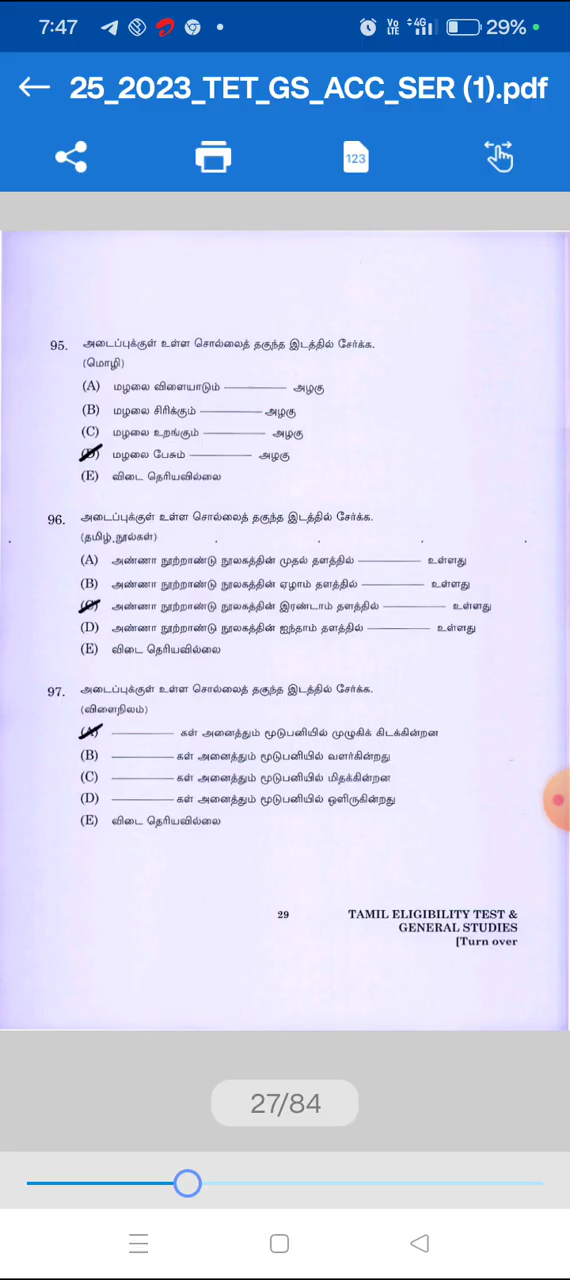 7:47
Vo LTE 4G 29%
25_2023_TET_GS_ACC_SER (1).pdf
123
95. அடைப்புக்குள் உள்ள சொல்லைத் தகுந்த இடத்தில் சேர்க்க.
(மொழி)
(A) மழலை விளையாடும் ———— அழகு
(B) மழலை சிரிக்கும் ———— அழகு
(C) மழலை உறங்கும் ———— அழகு
(D) மழலை பேசும் ———— அழகு
(E) விடை தெரியவில்லை
96. அடைப்புக்குள் உள்ள சொல்லைத் தகுந்த இடத்தில் சேர்க்க.
(தமிழ் நூல்கள்)
(A) அண்ணா நூற்றாண்டு நூலகத்தின் முதல் தளத்தில் ———— உள்ளது
(B) அண்ணா நூற்றாண்டு நூலகத்தின் ஏழாம் தளத்தில் ———— உள்ளது
(C) அண்ணா நூற்றாண்டு நூலகத்தின் இரண்டாம் தளத்தில் ———— உள்ளது
(D) அண்ணா நூற்றாண்டு நூலகத்தின் ஐந்தாம் தளத்தில் ———— உள்ளது
(E) விடை தெரியவில்லை
97. அடைப்புக்குள் உள்ள சொல்லைத் தகுந்த இடத்தில் சேர்க்க.
(விளைநிலம்)
(A) ———— கள் அனைத்தும் மூடுபனியில் முழுகிக் கிடக்கின்றன
(B) ———— கள் அனைத்தும் மூடுபனியில் வளர்கின்றது
(C) ———— கள் அனைத்தும் மூடுபனியில் மிதக்கின்றன
(D) ———— கள் அனைத்தும் மூடுபனியில் ஒளிருகின்றது
(E) விடை தெரியவில்லை
29 TAMIL ELIGIBILITY TEST &
GENERAL STUDIES
[Turn over
27/84